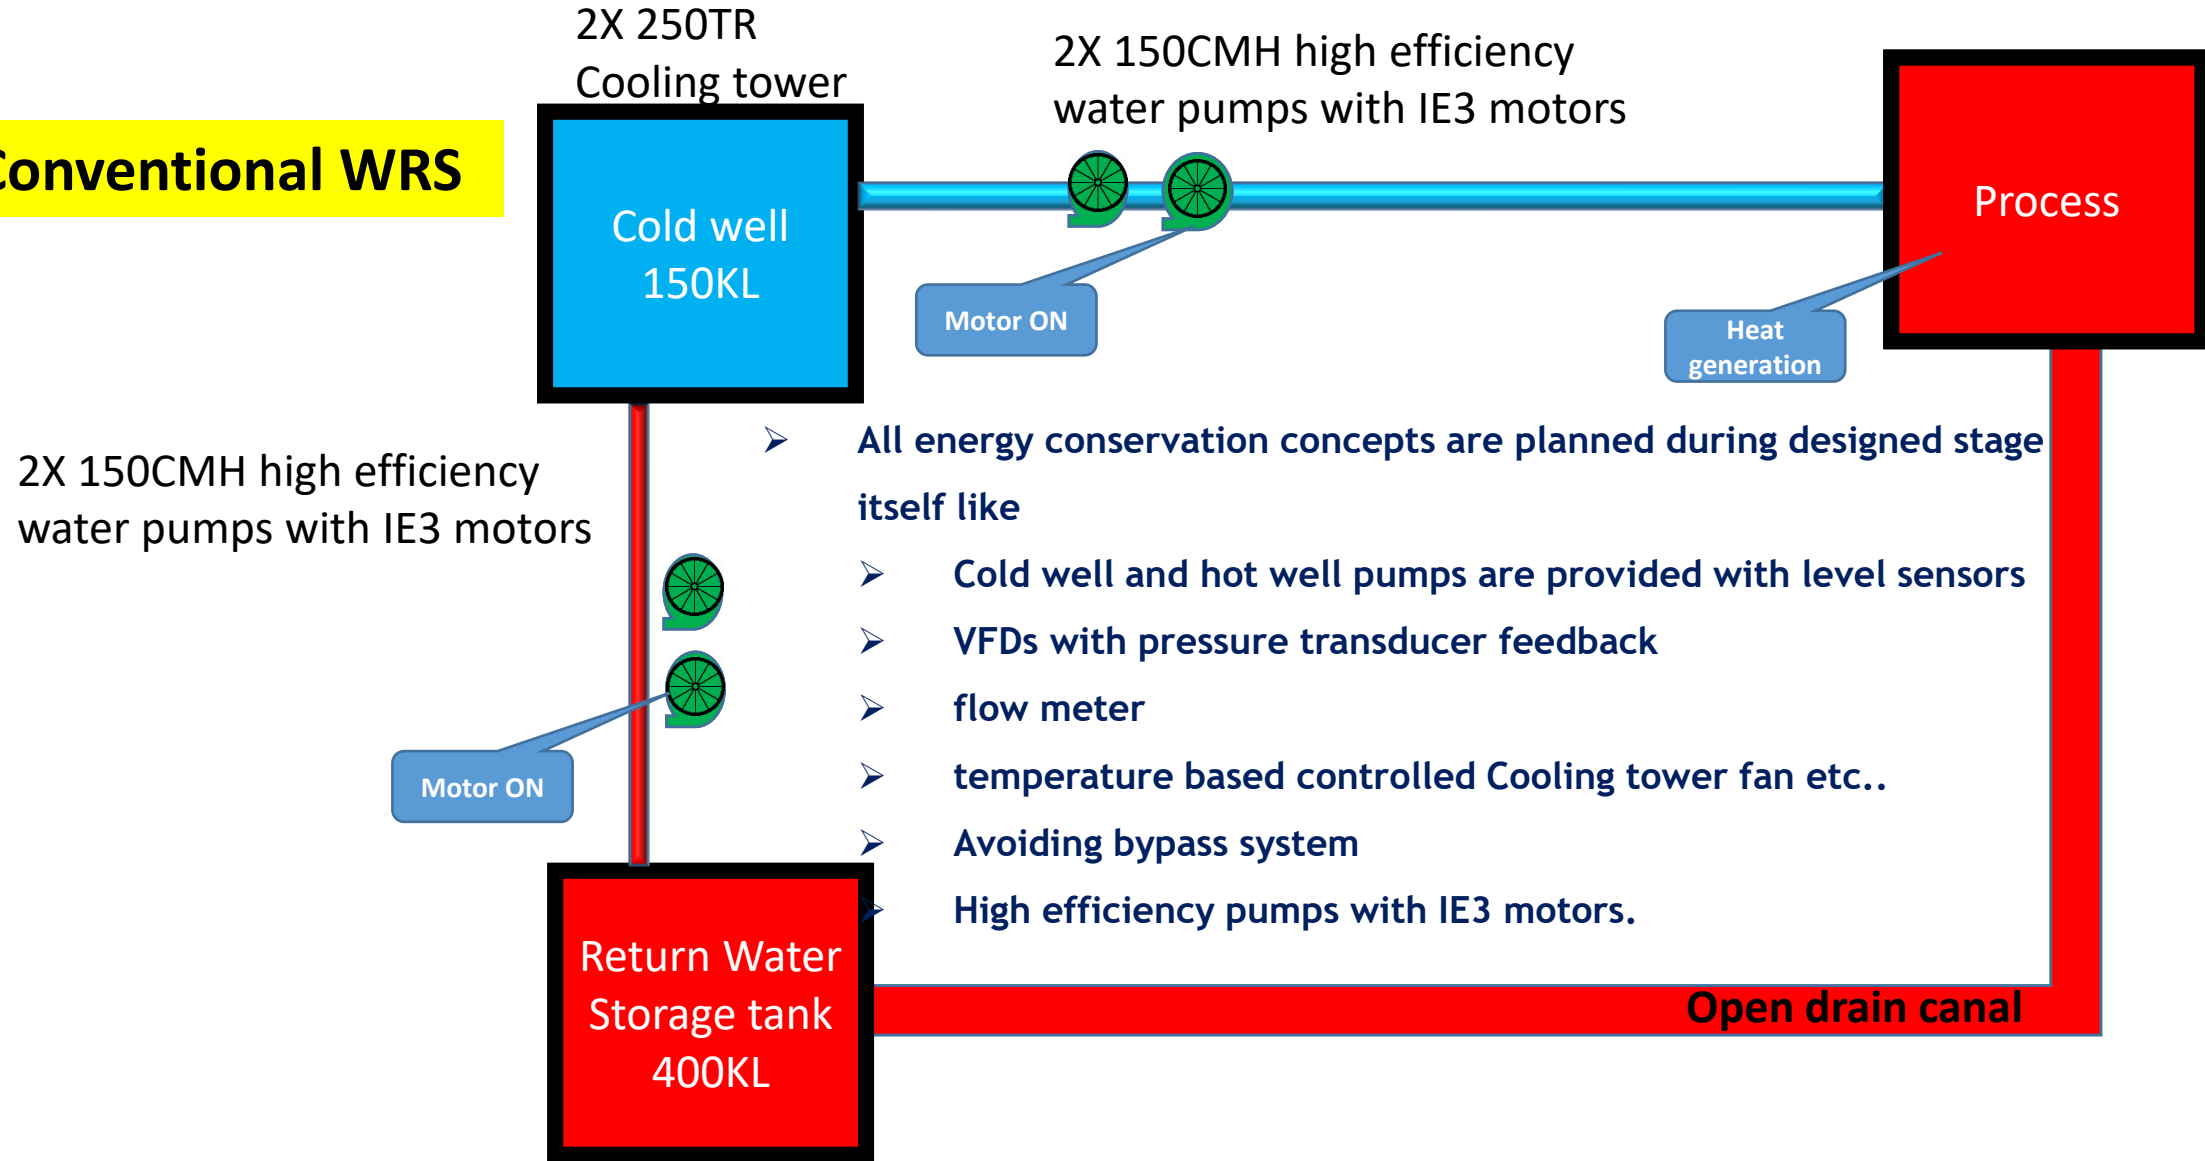 2X 250TR
Cooling tower
2X 150CMH high efficiency
water pumps with IE3 motors
Conventional WRS
Cold well
150KL
Process
Motor ON
Heat
generation
2X 150CMH high efficiency
water pumps with IE3 motors
➢ All energy conservation concepts are planned during designed stage
itself like
➢ Cold well and hot well pumps are provided with level sensors
➢ VFDs with pressure transducer feedback
➢ flow meter
➢ temperature based controlled Cooling tower fan etc..
➢ Avoiding bypass system
➢ High efficiency pumps with IE3 motors.
Motor ON
Return Water
Storage tank
400KL
Open drain canal